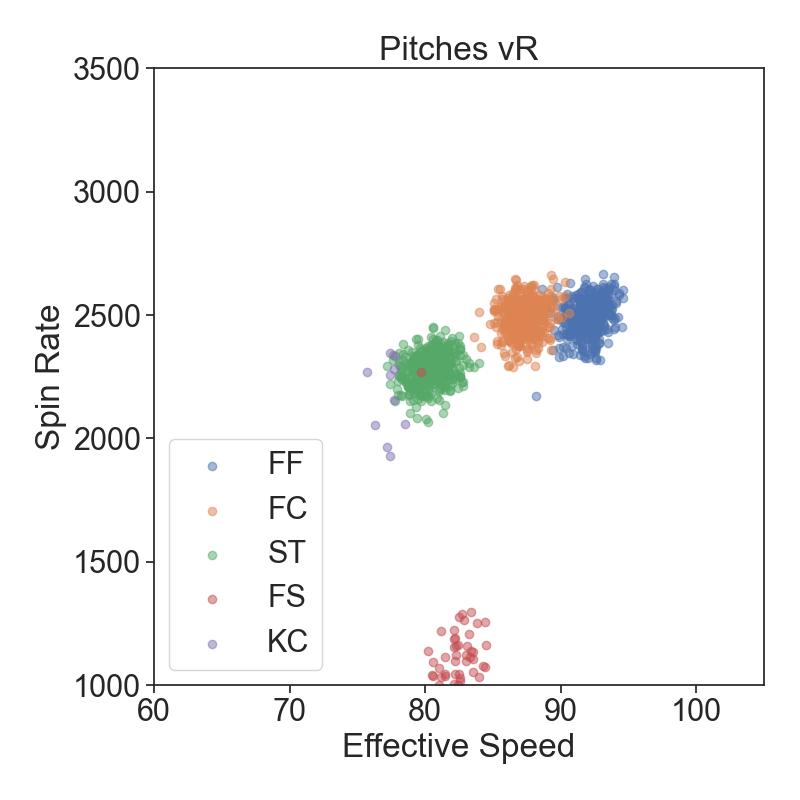 Pitches vR
3500
3000
2500
2000
1500
1000
Spin Rate
FF
FC
ST
FS
KC
60 70 80 90 100
Effective Speed